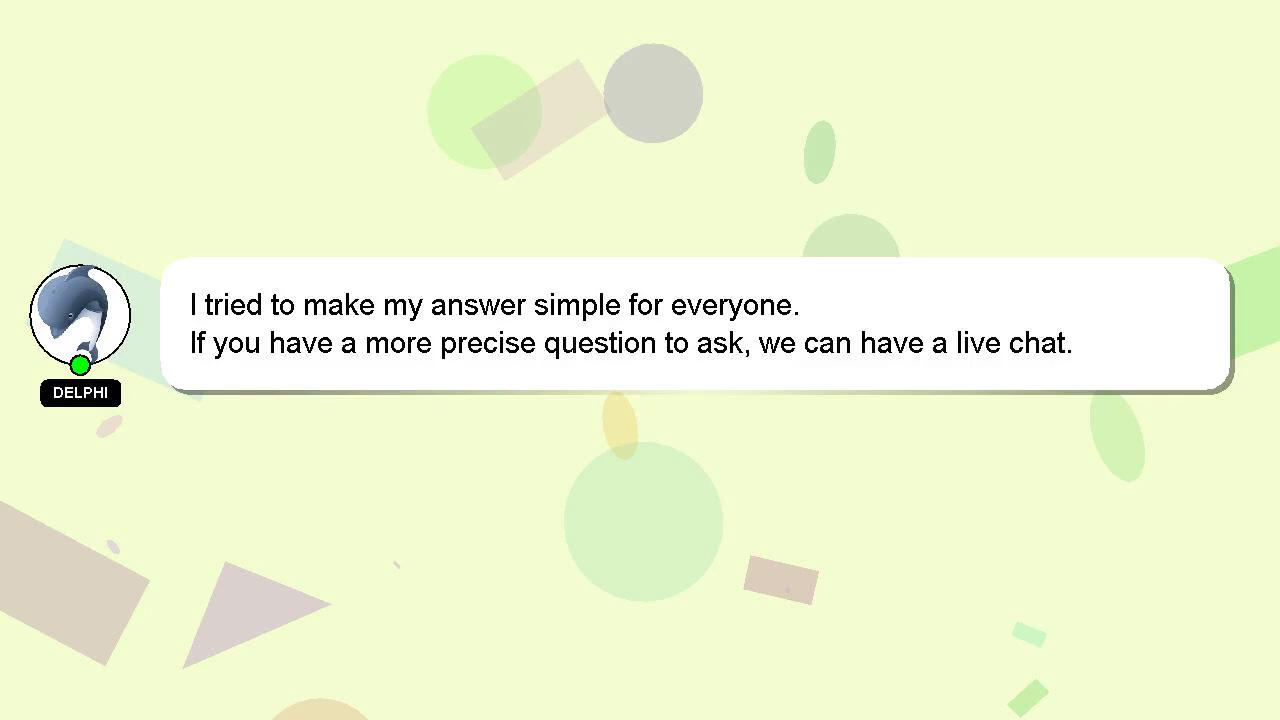 I tried to make my answer simple for everyone.
If you have a more precise question to ask, we can have a live chat.
DELPHI